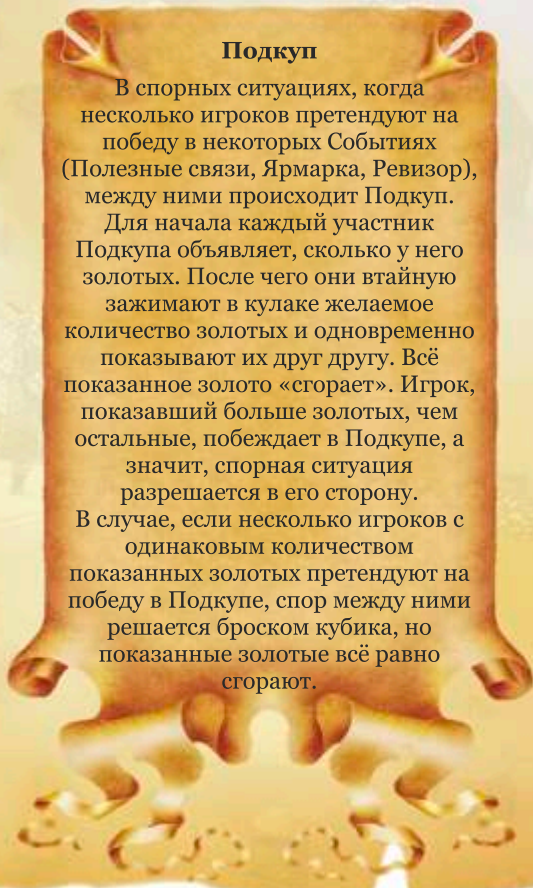 Подкуп
В спорных ситуациях, когда
несколько игроков претендуют на
победу в некоторых Событиях
(Полезные связи, Ярмарка, Ревизор),
между ними происходит Подкуп.
Для начала каждый участник
Подкупа объявляет, сколько у него
золотых. После чего они втайную
зажимают в кулаке желаемое
количество золотых и одновременно
показывают их друг другу. Всё
показанное золото «сгорает». Игрок,
показавший больше золотых, чем
остальные, побеждает в Подкупе, а
значит, спорная ситуация
разрешается в его сторону.
В случае, если несколько игроков с
одинаковым количеством
показанных золотых претендуют на
победу в Подкупе, спор между ними
решается броском кубика, но
показанные золотые всё равно
сгорают.